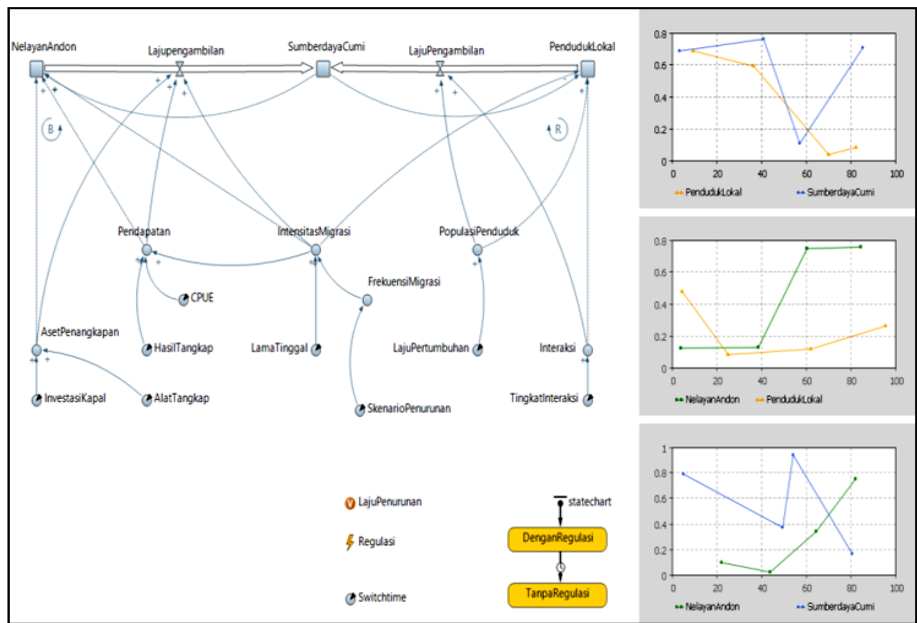 NelayanAndon
Lajupengambilan
SumberdayaCumi
LajuPengambilan
PendudukLokal
B
R
Pendapatan
IntensitasMigrasi
PopulasiPenduduk
CPUE
FrekuensiMigrasi
AsetPenangkapan
HasilTangkap
LamaTinggal
LajuPertumbuhan
Interaksi
InvestasiKapal
AlatTangkap
SkenarioPenurunan
TingkatInteraksi
V LajuPenurunan
Regulasi
Switchtime
statechart
DenganRegulasi
TanpaRegulasi
0.8
0.6
0.4
0.2
0
0 20 40 60 80 100
PendudukLokal SumberdayaCumi
0.8
0.6
0.4
0.2
0
0 20 40 60 80 100
NelayanAndon PendudukLokal
1
0.8
0.6
0.4
0.2
0
0 20 40 60 80 100
NelayanAndon SumberdayaCumi